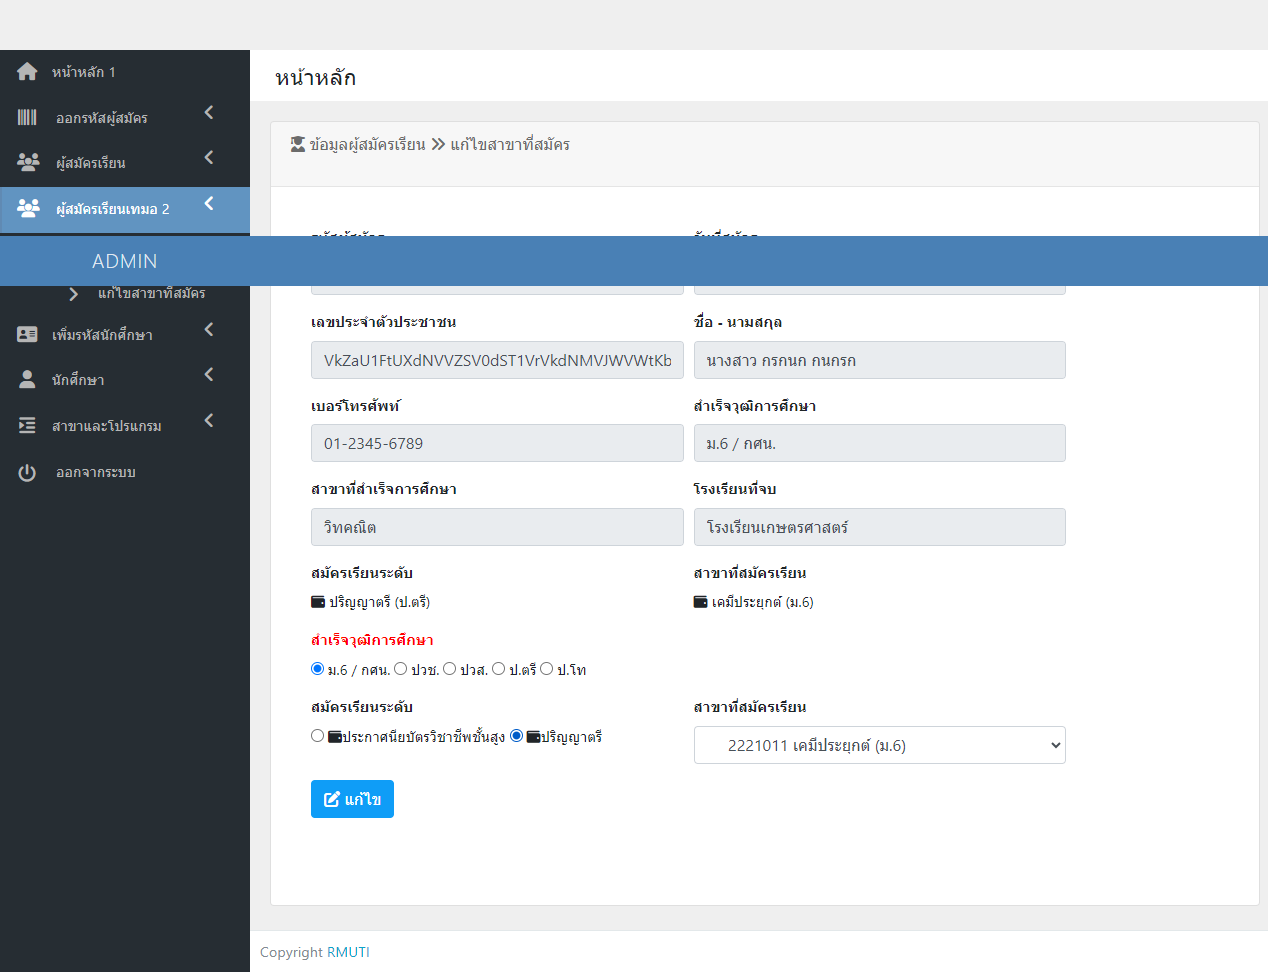 หน้าหลัก 1
ออกรหัสผู้สมัคร
ผู้สมัครเรียน
ผู้สมัครเรียนเทมอ 2
ADMIN
แก้ไขสาขาที่สมัคร
เพิ่มรหัสนักศึกษา
นักศึกษา
สาขาและโปรแกรม
ออกจากระบบ
หน้าหลัก
ข้อมูลผู้สมัครเรียน >> แก้ไขสาขาที่สมัคร
เลขประจำตัวประชาชน
ชื่อ - นามสกุล
VkZaU1FtUXdNVVZSV0dST1VrVkdNMVJWVWtKb
นางสาว กรกนก กนกรก
เบอร์โทรศัพท์
สำเร็จวุฒิการศึกษา
01-2345-6789
ม.6 / กศน.
สาขาที่สำเร็จการศึกษา
โรงเรียนที่จบ
วิทคณิต
โรงเรียนเกษตรศาสตร์
สมัครเรียนระดับ
สาขาที่สมัครเรียน
ปริญญาตรี (ป.ตรี)
เคมีประยุกต์ (ม.6)
สำเร็จวุฒิการศึกษา
ม.6 / กศน. ปวช. ปวส. ป.ตรี ป.โท
สมัครเรียนระดับ
สาขาที่สมัครเรียน
ประกาศนียบัตรวิชาชีพชั้นสูง ปริญญาตรี
2221011 เคมีประยุกต์ (ม.6)
แก้ไข
Copyright RMUTI